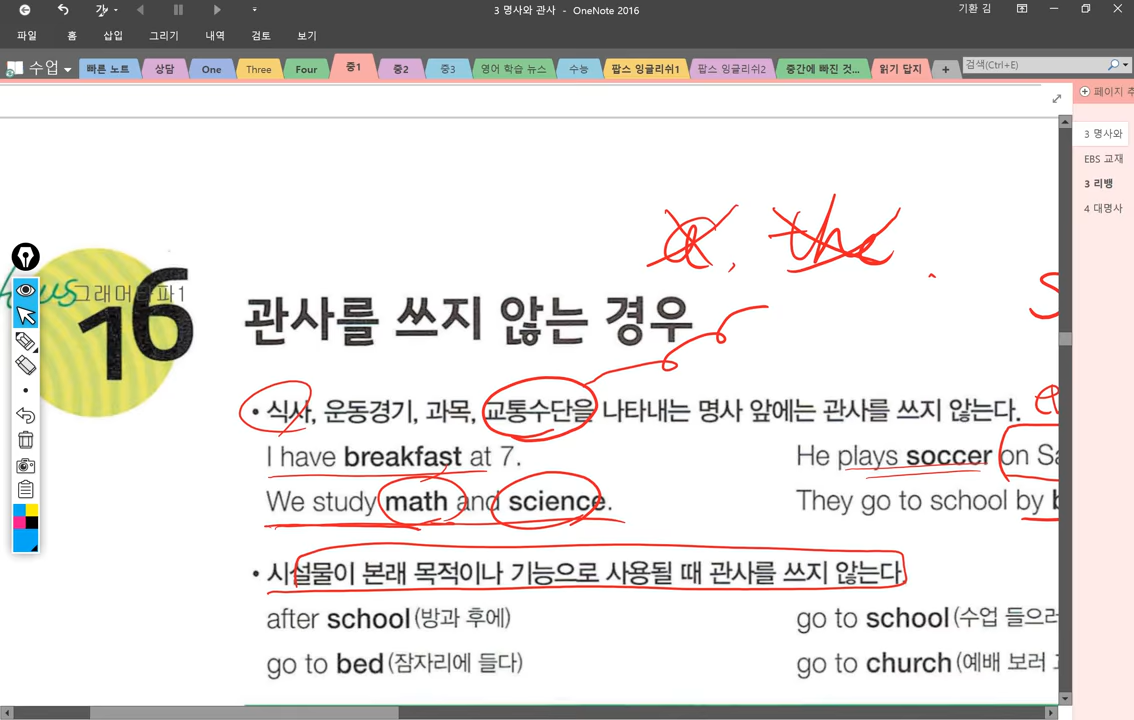 3 명사와 관사 - OneNote 2016
기환 김
파일 홈 삽입 그리기 내역 검토 보기
수업 빠른 노트 상담 One Three Four 중1 중2 중3 영어 학습 뉴스 수능 팝스 잉글리쉬1 팝스 잉글리쉬2 중간에 빠진 것... 읽기 답지 + 검색(Ctrl+E)
페이지 추
3 명사와
EBS 교재
3 리뱅
4 대명사
a, the
16
관사를 쓰지 않는 경우
• 식사, 운동경기, 과목, 교통수단을 나타내는 명사 앞에는 관사를 쓰지 않는다.
I have breakfast at 7.
He plays soccer on Sa
We study math and science.
They go to school by b
• 시설물이 본래 목적이나 기능으로 사용될 때 관사를 쓰지 않는다.
after school (방과 후에)
go to school (수업 들으러
go to bed (잠자리에 들다)
go to church (예배 보러